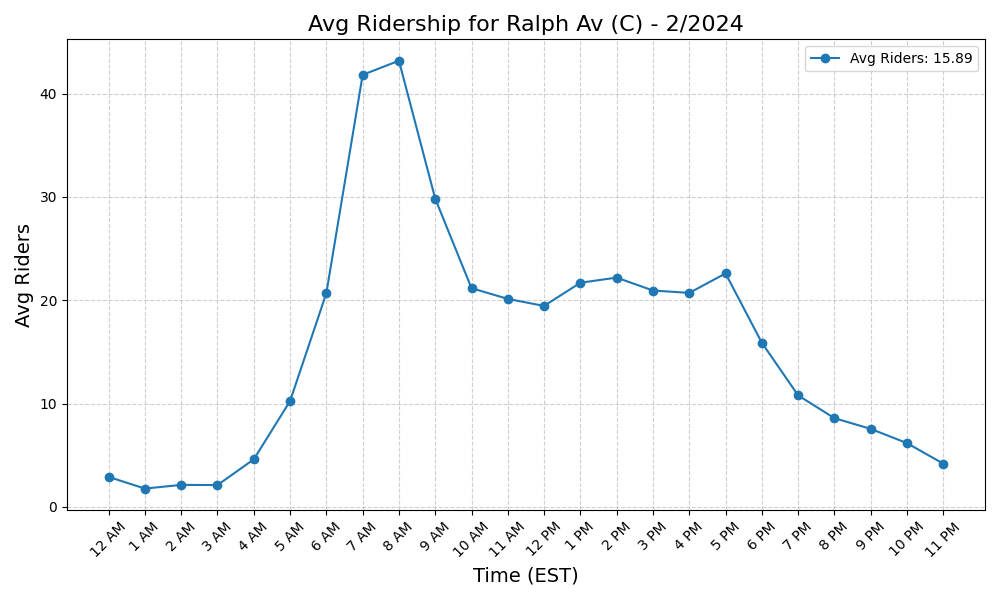 Avg Ridership for Ralph Av (C) - 2/2024
Avg Riders: 15.89
Avg Riders
40
30
20
10
0
12 AM
1 AM
2 AM
3 AM
4 AM
5 AM
6 AM
7 AM
8 AM
9 AM
10 AM
11 AM
12 PM
1 PM
2 PM
3 PM
4 PM
5 PM
6 PM
7 PM
8 PM
9 PM
10 PM
11 PM
Time (EST)